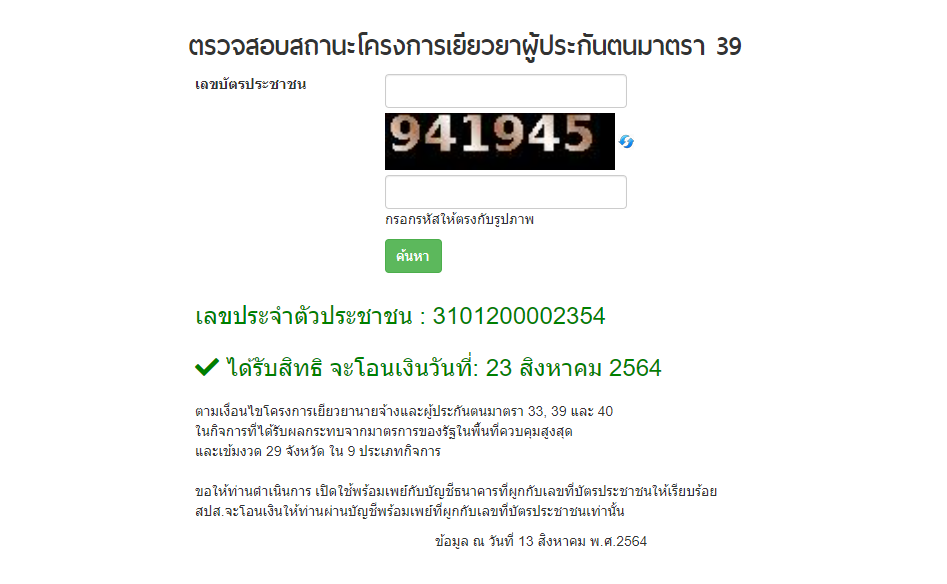 ตรวจสอบสถานะโครงการเยียวยาผู้ประกันตนมาตรา 39
เลขบัตรประชาชน
941945
กรอกรหัสให้ตรงกับรูปภาพ
ค้นหา
เลขประจำตัวประชาชน : 3101200002354
ได้รับสิทธิ จะโอนเงินวันที่: 23 สิงหาคม 2564
ตามเงื่อนไขโครงการเยียวยานายจ้างและผู้ประกันตนมาตรา 33, 39 และ 40
ในกิจการที่ได้รับผลกระทบจากมาตรการของรัฐในพื้นที่ควบคุมสูงสุด
และเข้มงวด 29 จังหวัด ใน 9 ประเภทกิจการ
ขอให้ท่านดำเนินการ เปิดใช้พร้อมเพย์กับบัญชีธนาคารที่ผูกกับเลขที่บัตรประชาชนให้เรียบร้อย
สปส.จะโอนเงินให้ท่านผ่านบัญชีพร้อมเพย์ที่ผูกกับเลขที่บัตรประชาชนเท่านั้น
ข้อมูล ณ วันที่ 13 สิงหาคม พ.ศ.2564